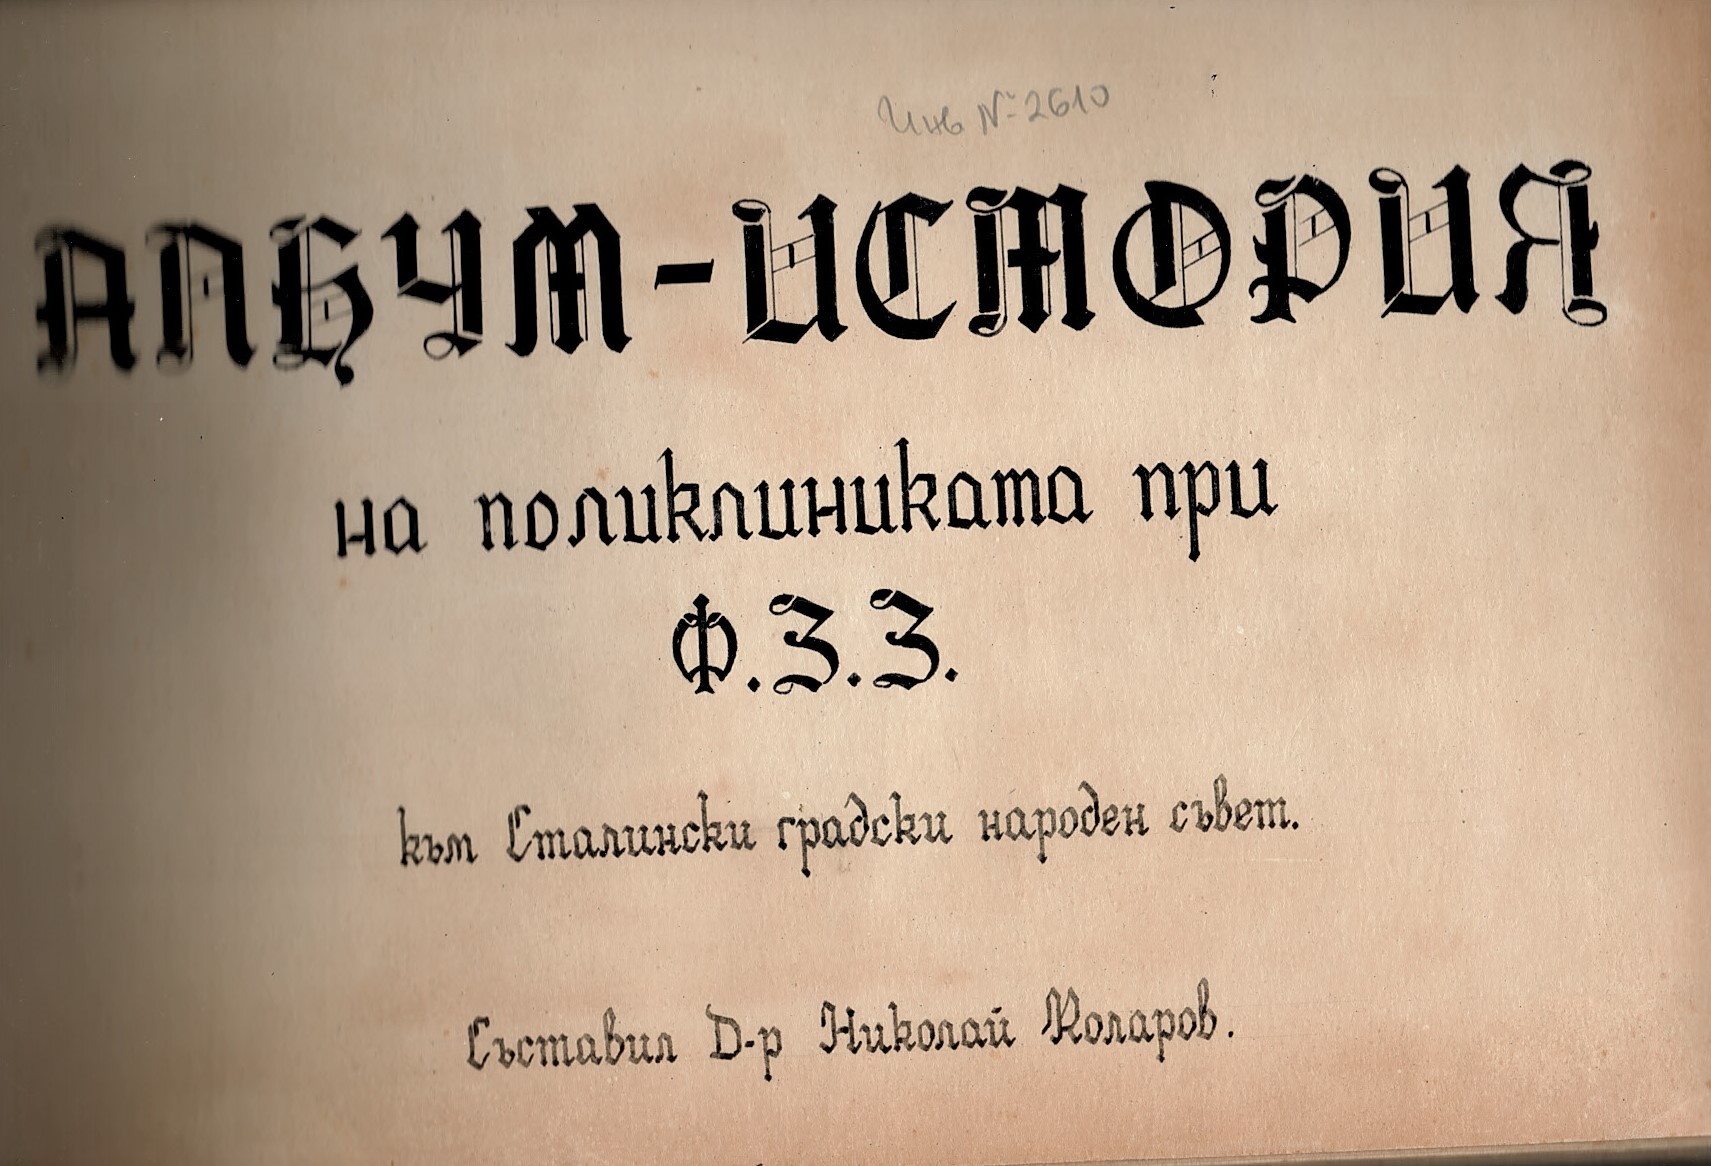 Инв № 2610
АЛБУМ-ИСТОРИЯ
на поликлиниката при
Ф.З.З.
към Сталински градски народен съвет.
Съставил Д-р Николай Коларов.